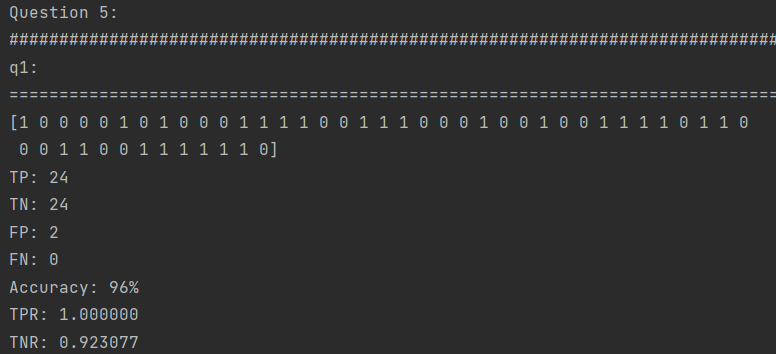 Question 5:
#############################################################################
q1:
=============================================================================
[1 0 0 0 0 1 0 1 0 0 0 1 1 1 1 0 0 1 1 1 0 0 0 1 0 0 1 0 0 1 1 1 1 0 1 1 0
 0 0 1 1 0 0 1 1 1 1 1 1 0]
TP: 24
TN: 24
FP: 2
FN: 0
Accuracy: 96%
TPR: 1.000000
TNR: 0.923077